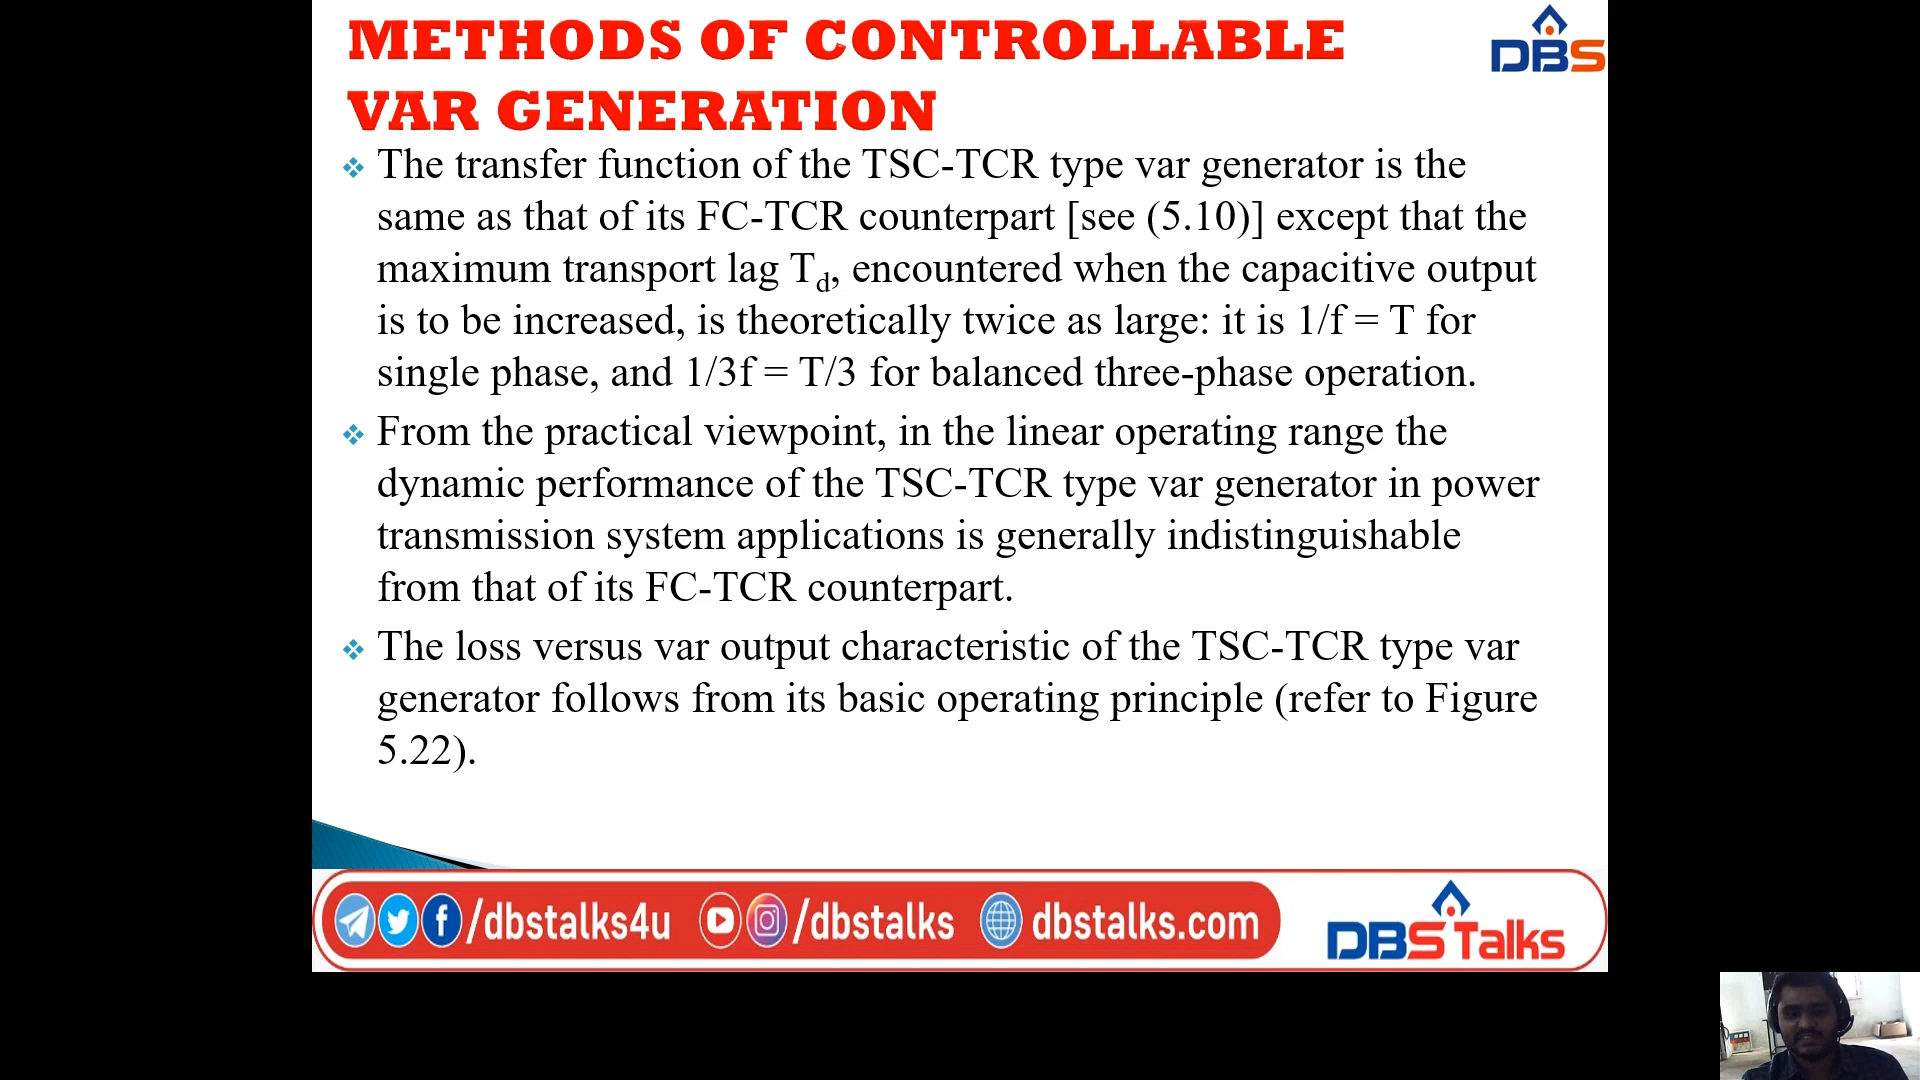 METHODS OF CONTROLLABLE
VAR GENERATION
DBS
The transfer function of the TSC-TCR type var generator is the
same as that of its FC-TCR counterpart [see (5.10)] except that the
maximum transport lag Td, encountered when the capacitive output
is to be increased, is theoretically twice as large: it is 1/f = T for
single phase, and 1/3f = T/3 for balanced three-phase operation.
From the practical viewpoint, in the linear operating range the
dynamic performance of the TSC-TCR type var generator in power
transmission system applications is generally indistinguishable
from that of its FC-TCR counterpart.
The loss versus var output characteristic of the TSC-TCR type var
generator follows from its basic operating principle (refer to Figure
5.22).
/dbstalks4u /dbstalks dbstalks.com
DBS Talks